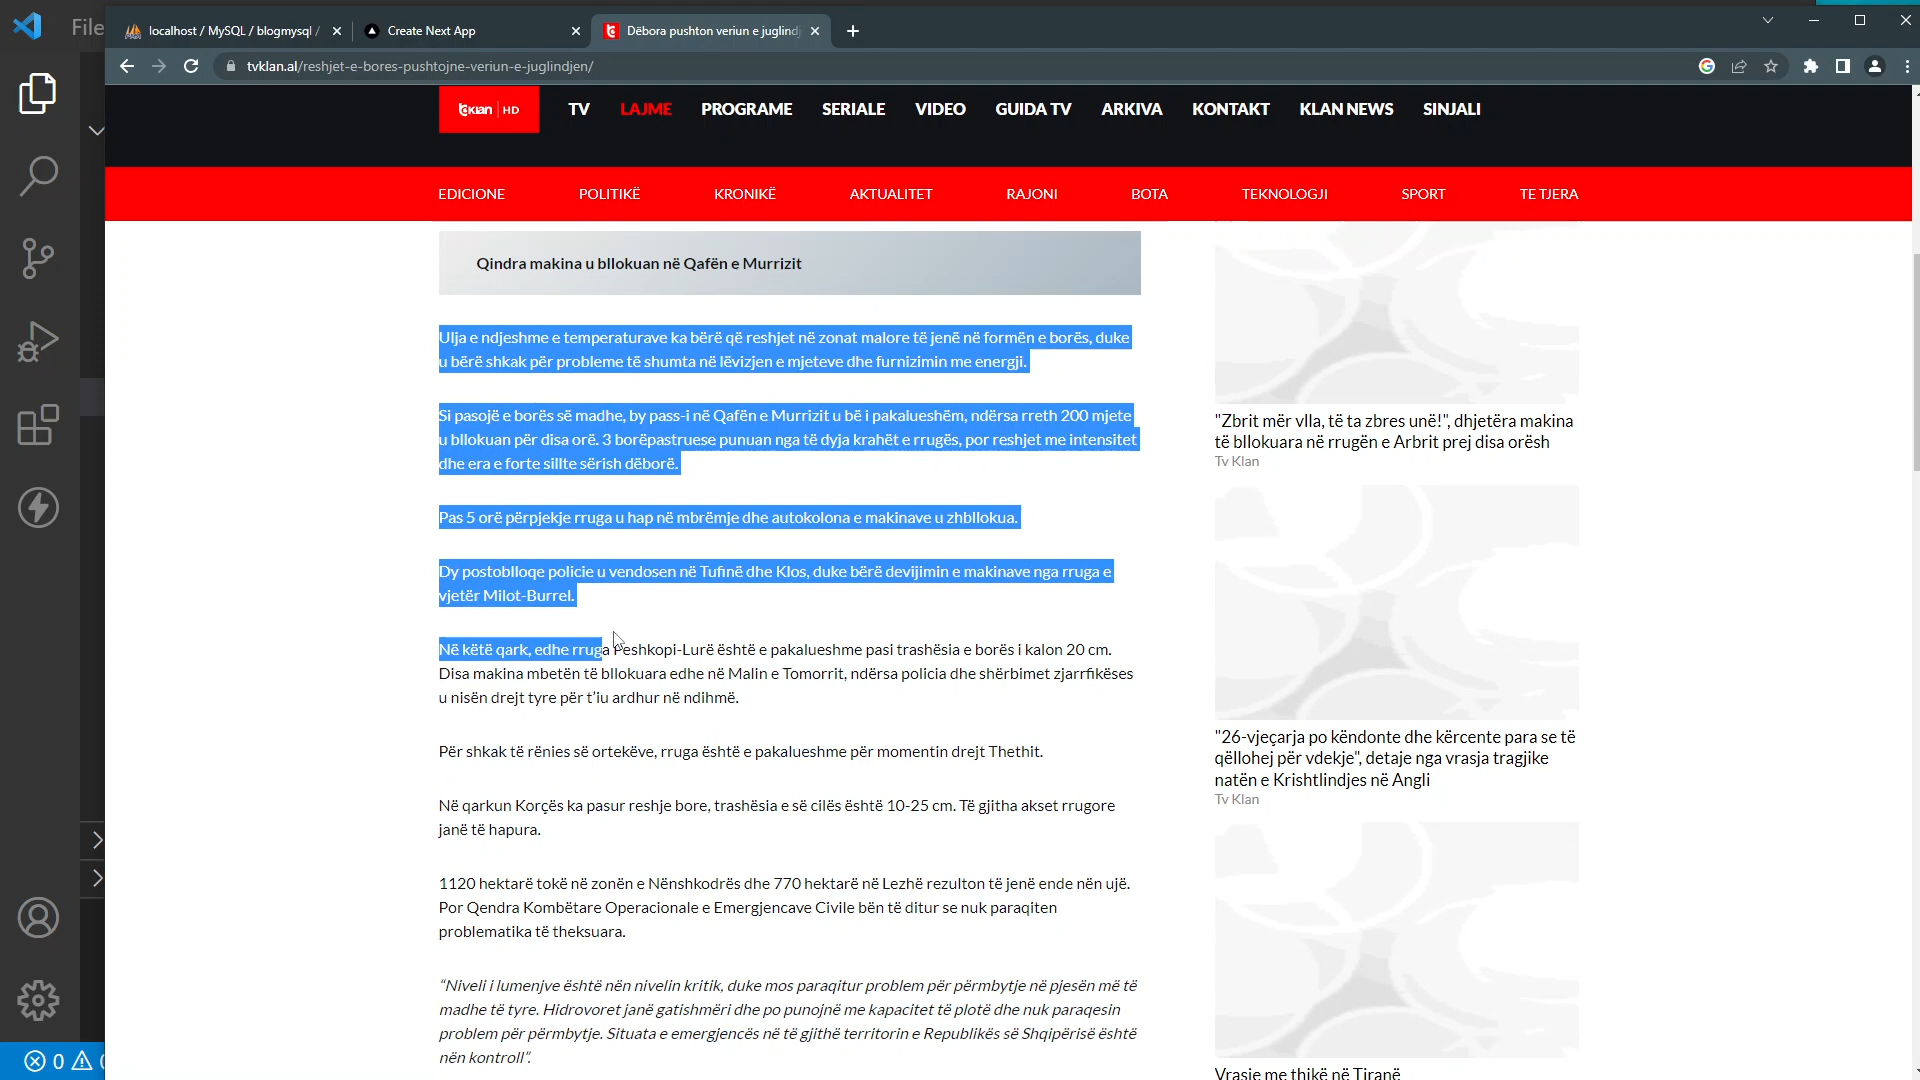 File
localhost / MySQL / blogmysql /
Create Next App
Dëbora pushton veriun e juglindj
tvklan.al/reshjet-e-bores-pushtojne-veriun-e-juglindjen/
tvklan HD
TV
LAJME
PROGRAME
SERIALE
VIDEO
GUIDA TV
ARKIVA
KONTAKT
KLAN NEWS
SINJALI
EDICIONE
POLITIKË
KRONIKË
AKTUALITET
RAJONI
BOTA
TEKNOLOGJI
SPORT
TE TJERA
Qindra makina u bllokuan në Qafën e Murrizit
Ulja e ndjeshme e temperaturave ka bërë që reshjet në zonat malore të jenë në formën e borës, duke
u bërë shkak për probleme të shumta në lëvizjen e mjeteve dhe furnizimin me energji.
Si pasojë e borës së madhe, by pass-i në Qafën e Murrizit u bë i pakalueshëm, ndërsa rreth 200 mjete
u bllokuan për disa orë. 3 borëpastruese punuan nga të dyja krahët e rrugës, por reshjet me intensitet
dhe era e forte sillte sërish dëborë.
Pas 5 orë përpjekje rruga u hap në mbrëmje dhe autokolona e makinave u zhbllokua.
Dy postoblloqe policie u vendosen në Tufinë dhe Klos, duke bërë devijimin e makinave nga rruga e
vjetër Milot-Burrel.
Në këtë qark, edhe rruga Peshkopi-Lurë është e pakalueshme pasi trashësia e borës i kalon 20 cm.
Disa makina mbetën të bllokuara edhe në Malin e Tomorrit, ndërsa policia dhe shërbimet zjarrfikëses
u nisën drejt tyre për t’iu ardhur në ndihmë.
Për shkak të rënies së ortekëve, rruga është e pakalueshme për momentin drejt Thethit.
Në qarkun Korçës ka pasur reshje bore, trashësia e së cilës është 10-25 cm. Të gjitha akset rrugore
janë të hapura.
1120 hektarë tokë në zonën e Nënshkodrës dhe 770 hektarë në Lezhë rezulton të jenë ende nën ujë.
Por Qendra Kombëtare Operacionale e Emergjencave Civile bën të ditur se nuk paraqiten
problematika të theksuara.
“Niveli i lumenjve është nën nivelin kritik, duke mos paraqitur problem për përmbytje në pjesën më të
madhe të tyre. Hidrovoret janë gatishmëri dhe po punojnë me kapacitet të plotë dhe nuk paraqesin
problem për përmbytje. Situata e emergjencës në të gjithë territorin e Republikës së Shqipërisë është
nën kontroll”.
"Zbrit mër vlla, të ta zbres unë!", dhjetëra makina
të bllokuara në rrugën e Arbrit prej disa orësh
Tv Klan
"26-vjeçarja po këndonte dhe kërcente para se të
qëllohej për vdekje", detaje nga vrasja tragjike
natën e Krishtlindjes në Angli
Tv Klan
Vrasje me thikë në Tiranë
0